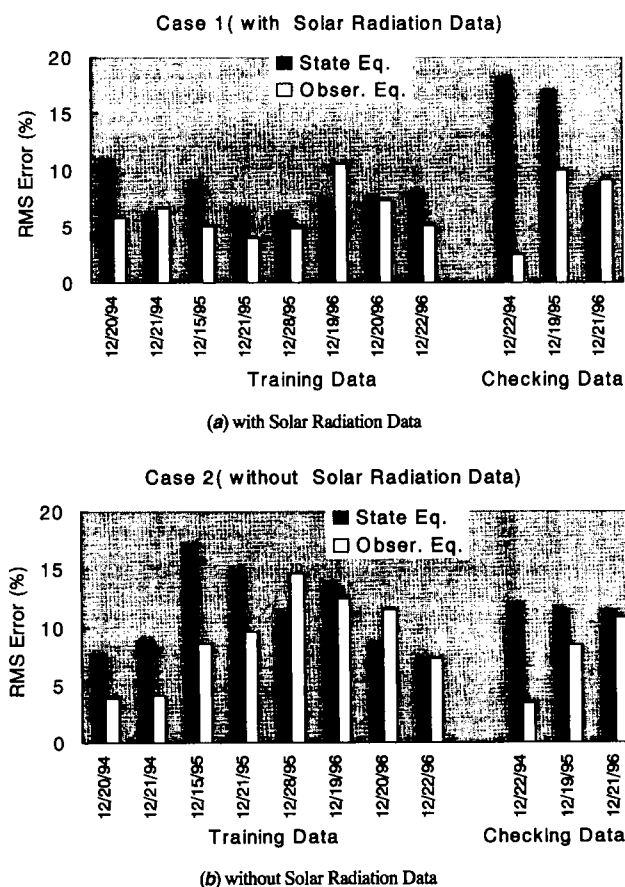 Case 1( with Solar Radiation Data)
20
15
10
5
0
RMS Error (%)
State Eq.
Obser. Eq.
12/20/94
12/21/94
12/15/95
12/21/95
12/28/95
12/19/96
12/20/96
12/22/96
12/22/94
12/19/95
12/21/96
Training Data
Checking Data
(a) with Solar Radiation Data
Case 2( without Solar Radiation Data)
20
15
10
5
0
RMS Error (%)
State Eq.
Obser. Eq.
12/20/94
12/21/94
12/15/95
12/21/95
12/28/95
12/19/96
12/20/96
12/22/96
12/22/94
12/19/95
12/21/96
Training Data
Checking Data
(b) without Solar Radiation Data